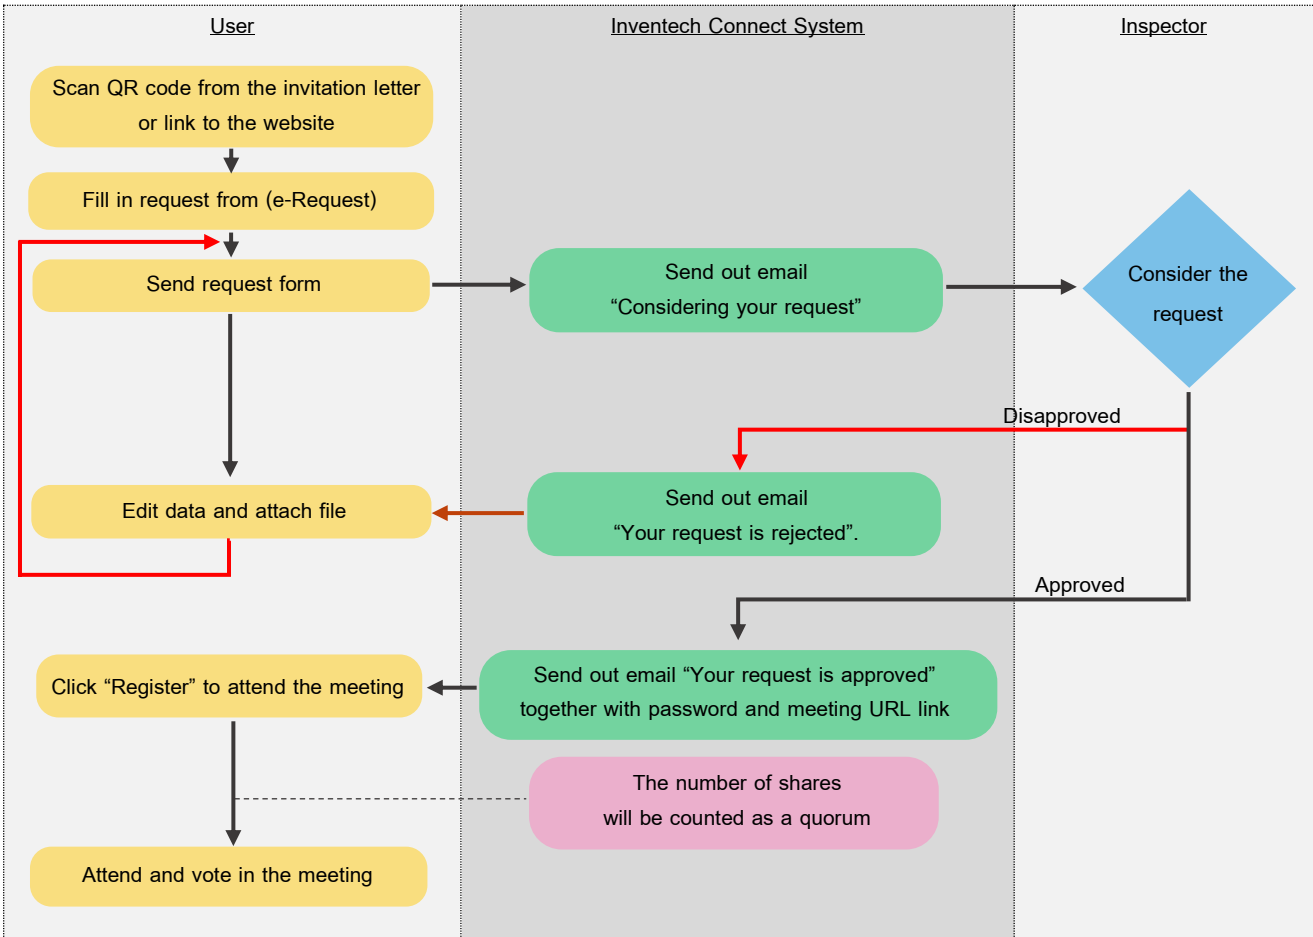 User
Inventech Connect System
Inspector
Scan QR code from the invitation letter
or link to the website
Fill in request from (e-Request)
Send request form
Send out email
“Considering your request”
Consider the
request
Disapproved
Edit data and attach file
Send out email
“Your request is rejected”.
Approved
Click “Register” to attend the meeting
Send out email “Your request is approved”
together with password and meeting URL link
The number of shares
will be counted as a quorum
Attend and vote in the meeting